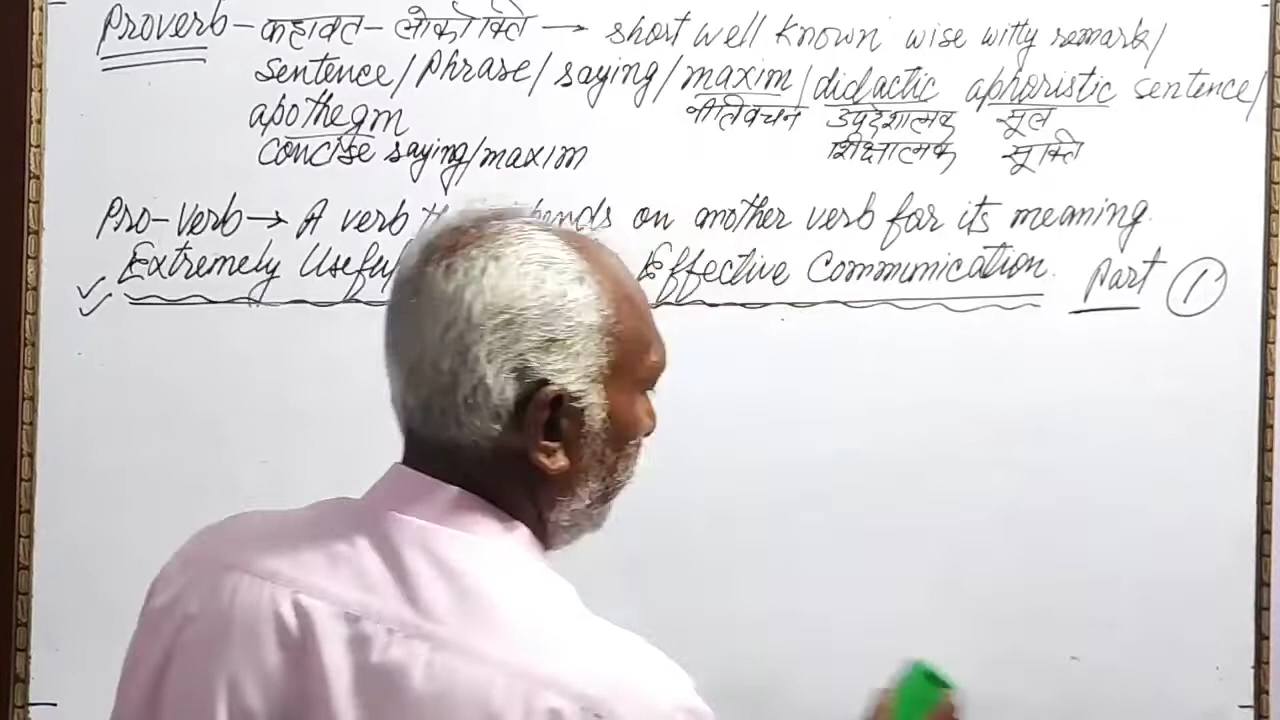 Proverb – कहावत – लोकोक्ति → short well known wise witty remark/
sentence/phrase/saying/maxim/didactic aphoristic sentence/
apothegm नीतिवचन उपदेशात्मक सूत्र
concise saying/maxim शिक्षात्मक सूक्ति
Pro-verb → A verb on another verb for its meaning.
Extremely Effective Communication. Part 1